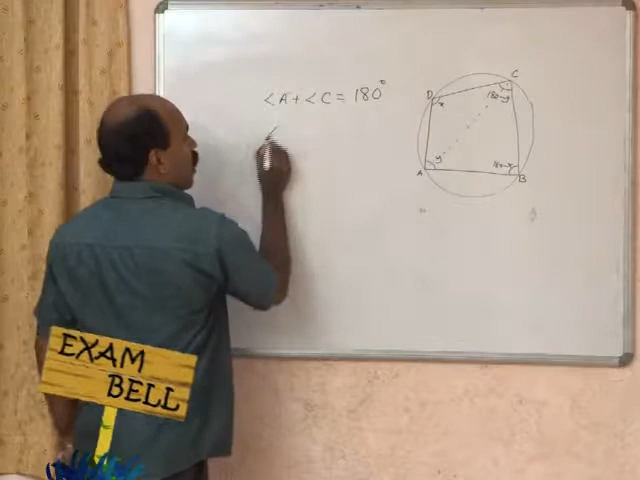 ∠A + ∠C = 180°
C
D
180-y
x
y
180-x
A
B
EXAM
BELL